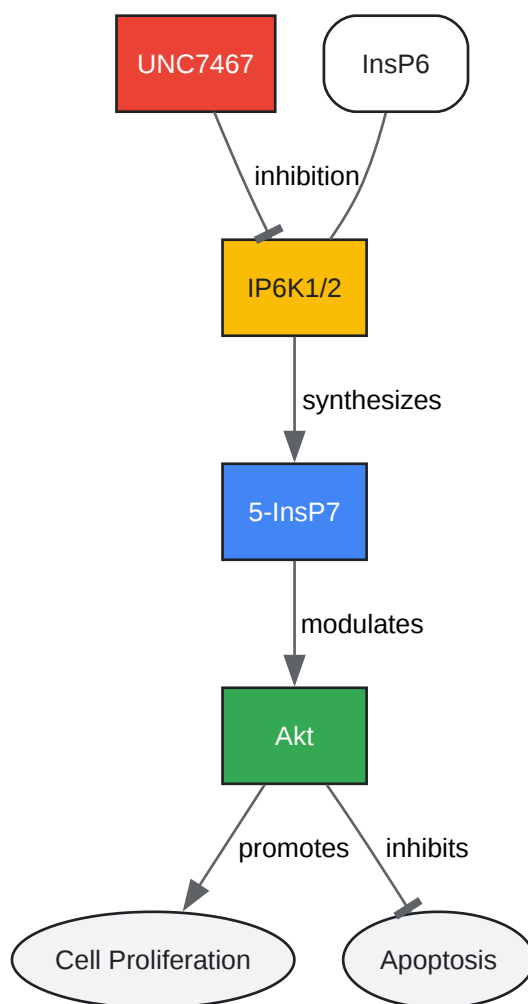 UNC7467
InsP6
inhibition
IP6K1/2
synthesizes
5-InsP7
modulates
Akt
promotes
inhibits
Cell Proliferation
Apoptosis